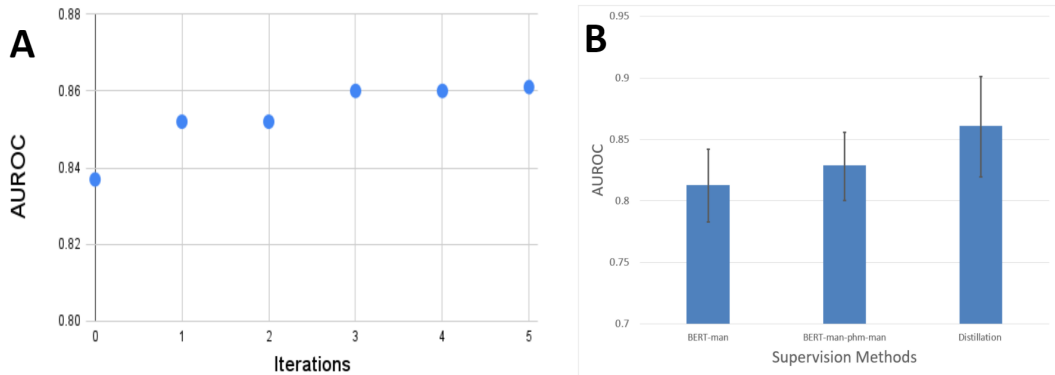 A
AUROC
0.88
0.86
0.84
0.82
0.80
0
1
2
3
4
5
Iterations
B
AUROC
0.95
0.9
0.85
0.8
0.75
0.7
BERT-man
BERT-man-phm-man
Distillation
Supervision Methods